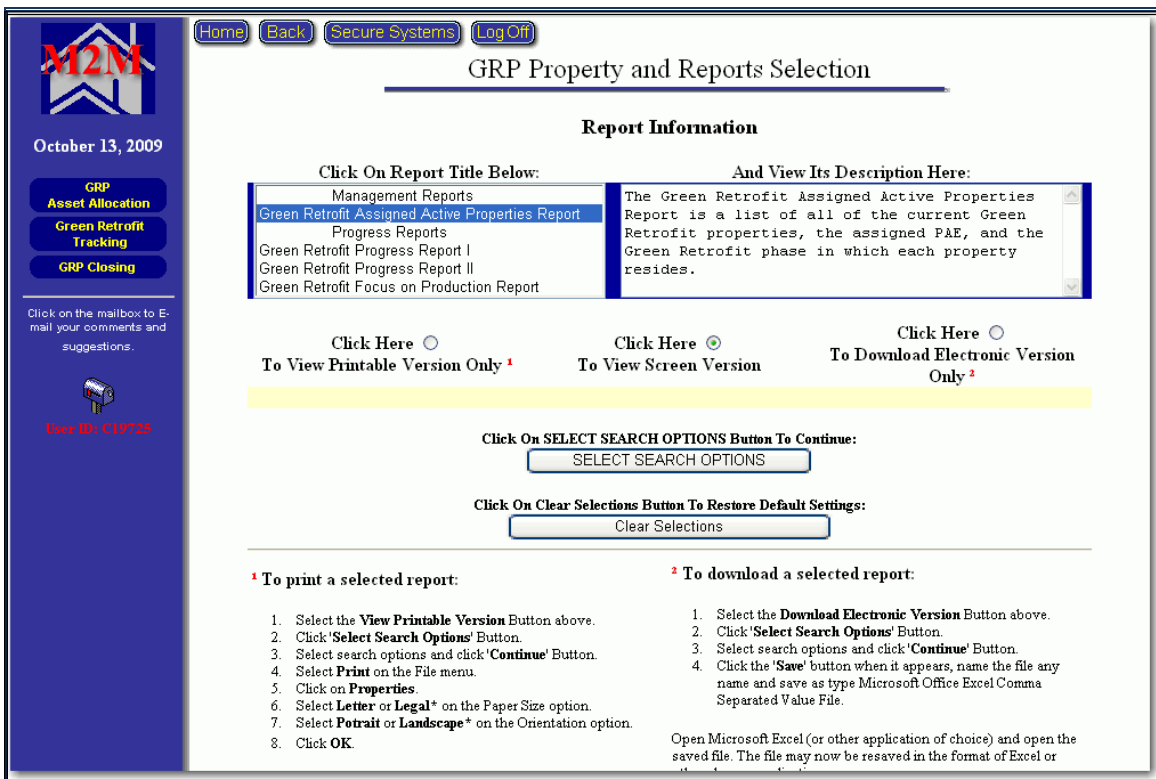 M2M
October 13, 2009
GRP
Asset Allocation
Green Retrofit
Tracking
GRP Closing
Click on the mailbox to E-
mail your comments and
suggestions.
User ID: C19725
Home Back Secure Systems Log Off
GRP Property and Reports Selection
Report Information
Click On Report Title Below:
Management Reports
Green Retrofit Assigned Active Properties Report
Progress Reports
Green Retrofit Progress Report I
Green Retrofit Progress Report II
Green Retrofit Focus on Production Report
And View Its Description Here:
The Green Retrofit Assigned Active Properties
Report is a list of all of the current Green
Retrofit properties, the assigned PAE, and the
Green Retrofit phase in which each property
resides.
Click Here
To View Printable Version Only 1
Click Here
To View Screen Version
Click Here
To Download Electronic Version
Only 2
Click On SELECT SEARCH OPTIONS Button To Continue:
SELECT SEARCH OPTIONS
Click On Clear Selections Button To Restore Default Settings:
Clear Selections
1 To print a selected report:
1. Select the View Printable Version Button above.
2. Click 'Select Search Options' Button.
3. Select search options and click 'Continue' Button.
4. Select Print on the File menu.
5. Click on Properties.
6. Select Letter or Legal* on the Paper Size option.
7. Select Potrait or Landscape* on the Orientation option.
8. Click OK.
2 To download a selected report:
1. Select the Download Electronic Version Button above.
2. Click 'Select Search Options' Button.
3. Select search options and click 'Continue' Button.
4. Click the 'Save' button when it appears, name the file any
name and save as type Microsoft Office Excel Comma
Separated Value File.
Open Microsoft Excel (or other application of choice) and open the
saved file. The file may now be resaved in the format of Excel or